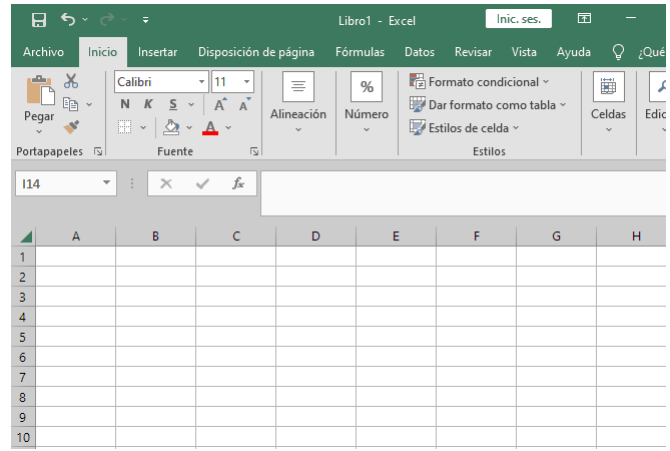 Libro1 - Excel Inic. ses.
Archivo Inicio Insertar Disposición de página Fórmulas Datos Revisar Vista Ayuda ¿Qué
Pegar
Portapapeles
Calibri 11
N K S A A
A
Fuente
Alineación
%
Número
Formato condicional
Dar formato como tabla
Estilos de celda
Estilos
Celdas
Edic
I14 fx
A B C D E F G H
1
2
3
4
5
6
7
8
9
10